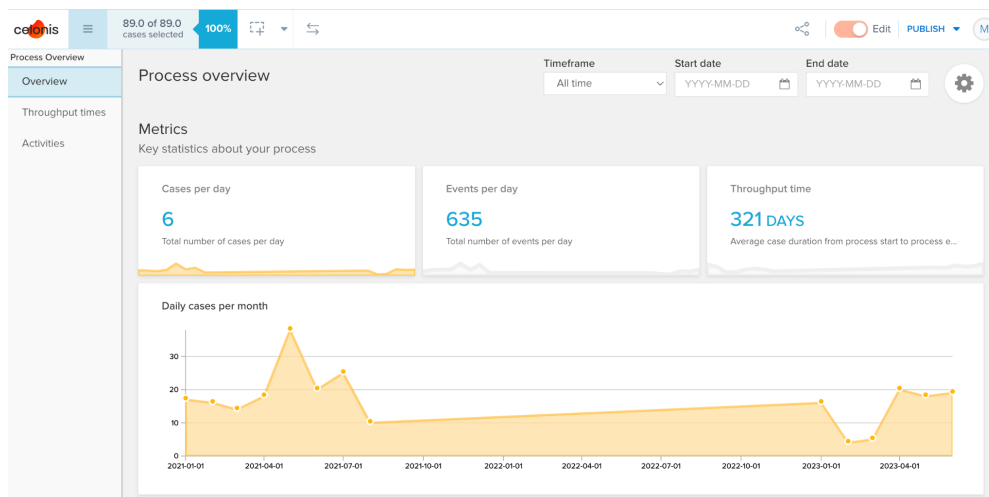 celonis
89.0 of 89.0
cases selected
100%
Edit
PUBLISH
M
Process Overview
Overview
Throughput times
Activities
Process overview
Timeframe
All time
Start date
YYYY-MM-DD
End date
YYYY-MM-DD
Metrics
Key statistics about your process
Cases per day
6
Total number of cases per day
Events per day
635
Total number of events per day
Throughput time
321 DAYS
Average case duration from process start to process e...
Daily cases per month
30
20
10
0
2021-01-01 2021-04-01 2021-07-01 2021-10-01 2022-01-01 2022-04-01 2022-07-01 2022-10-01 2023-01-01 2023-04-01